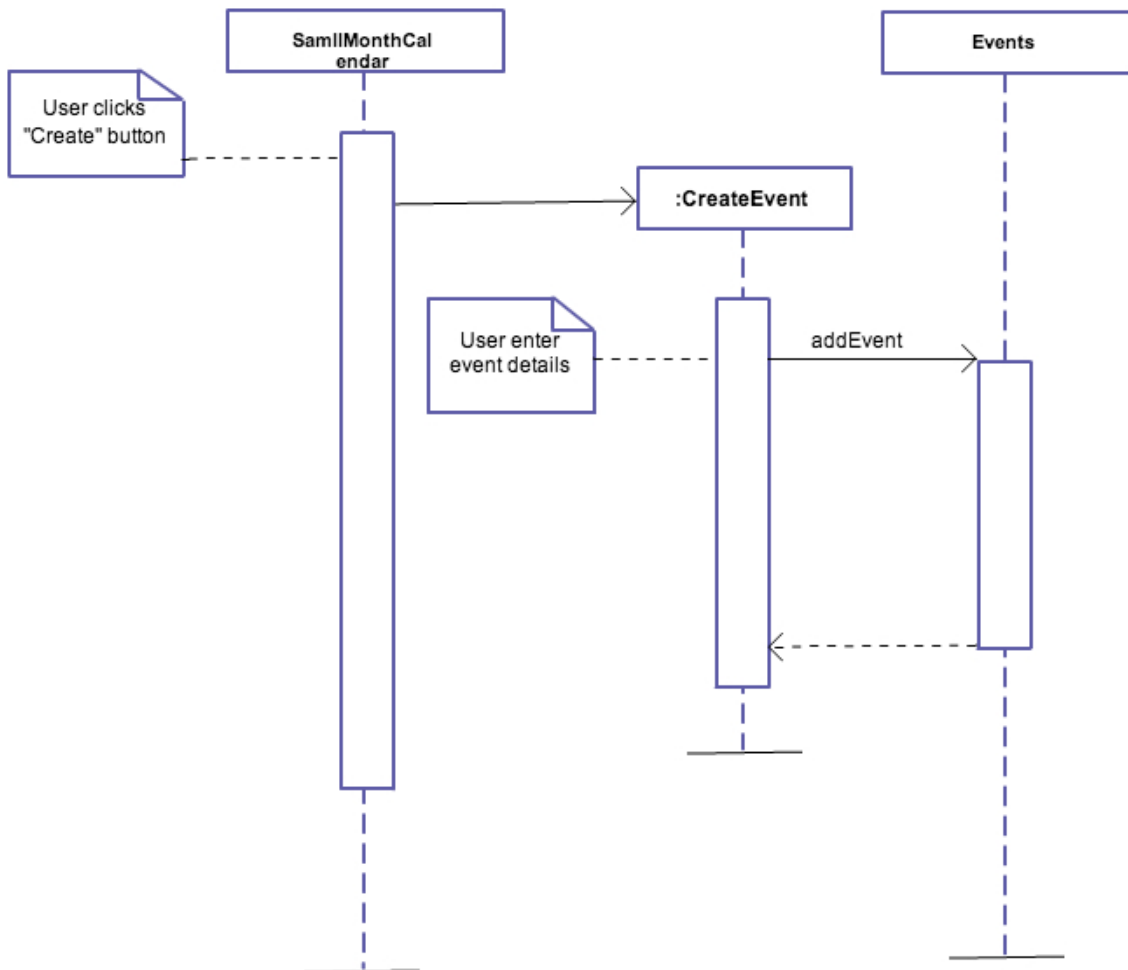 SamllMonthCal
endar
Events
User clicks
"Create" button
:CreateEvent
User enter
event details
addEvent